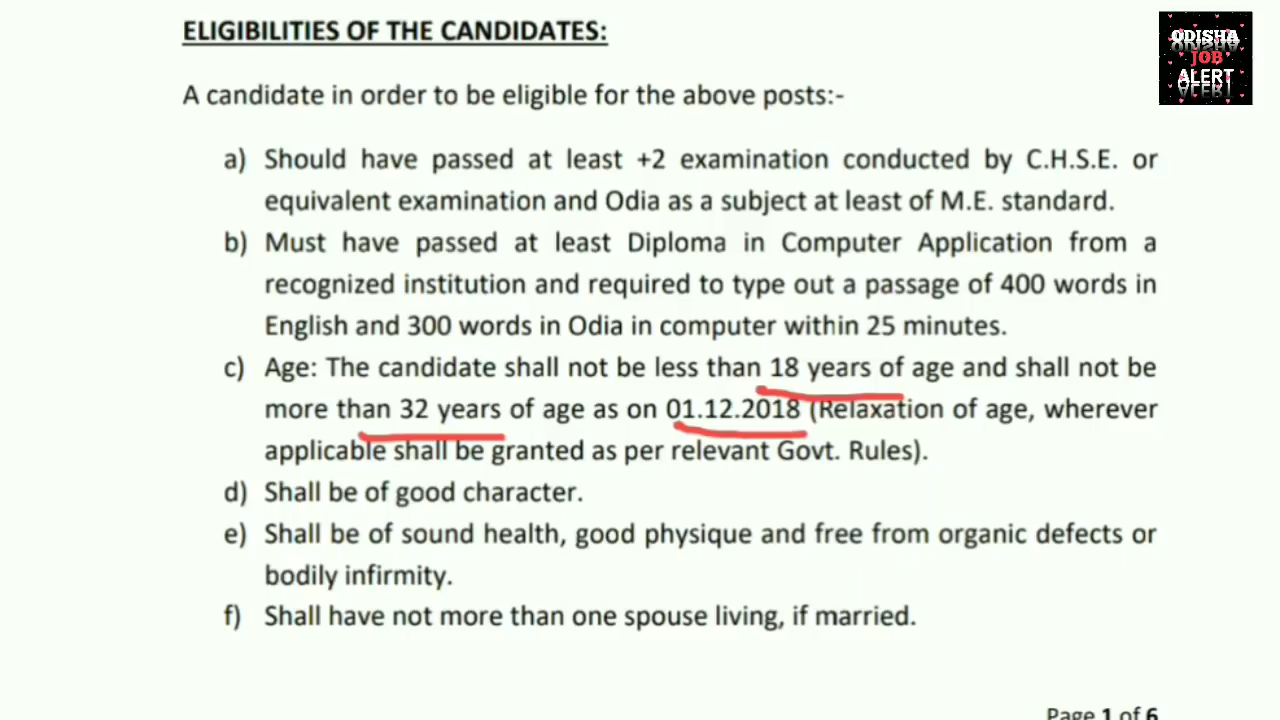 ELIGIBILITIES OF THE CANDIDATES:
ODISHA
JOB
ALERT
A candidate in order to be eligible for the above posts:-
a) Should have passed at least +2 examination conducted by C.H.S.E. or
equivalent examination and Odia as a subject at least of M.E. standard.
b) Must have passed at least Diploma in Computer Application from a
recognized institution and required to type out a passage of 400 words in
English and 300 words in Odia in computer within 25 minutes.
c) Age: The candidate shall not be less than 18 years of age and shall not be
more than 32 years of age as on 01.12.2018 (Relaxation of age, wherever
applicable shall be granted as per relevant Govt. Rules).
d) Shall be of good character.
e) Shall be of sound health, good physique and free from organic defects or
bodily infirmity.
f) Shall have not more than one spouse living, if married.
Page 1 of 6